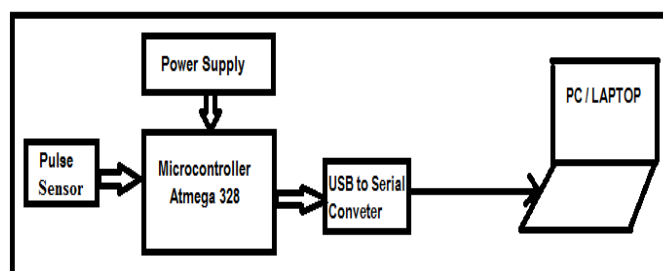 Power Supply
PC / LAPTOP
Pulse
Sensor
Microcontroller
Atmega 328
USB to Serial
Conveter